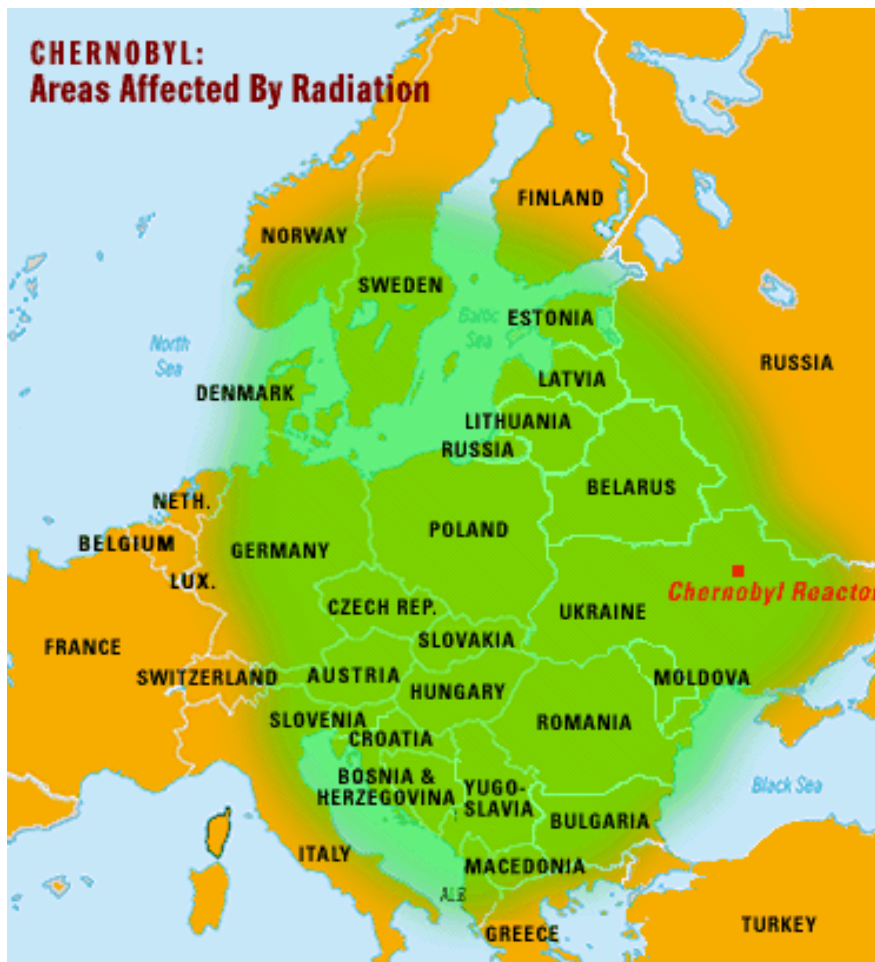 CHERNOBYL:
Areas Affected By Radiation
FINLAND
NORWAY
SWEDEN
Baltic
Sea
ESTONIA
North
Sea
RUSSIA
LATVIA
DENMARK
LITHUANIA
RUSSIA
BELARUS
NETH.
POLAND
BELGIUM
GERMANY
LUX.
Chernobyl Reactor
CZECH REP.
UKRAINE
SLOVAKIA
FRANCE
SWITZERLAND
AUSTRIA
MOLDOVA
HUNGARY
SLOVENIA
ROMANIA
CROATIA
BOSNIA &
HERZEGOVINA
YUGO-
SLAVIA
Black Sea
BULGARIA
ITALY
MACEDONIA
ALB
GREECE
TURKEY